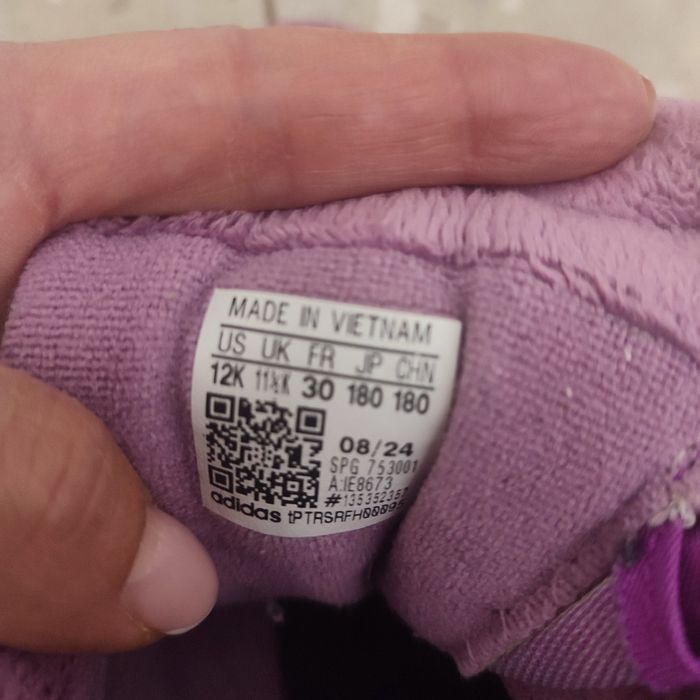 MADE IN VIETNAM
US UK FR JP CHN
12K 11½K 30 180 180
08/24
SPG 753001
A:IE8673
adidas